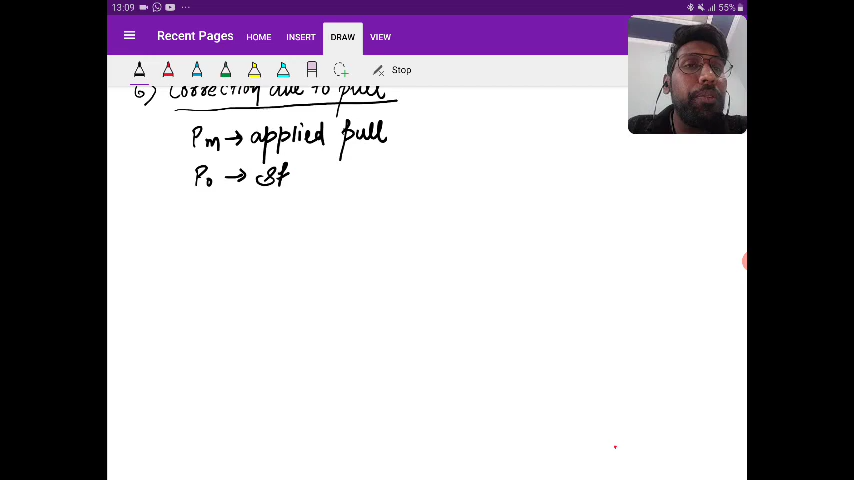 13:09 ... 55%
Recent Pages HOME INSERT DRAW VIEW
Stop
6) Correction due to pull
Pm → applied pull
P0 → st